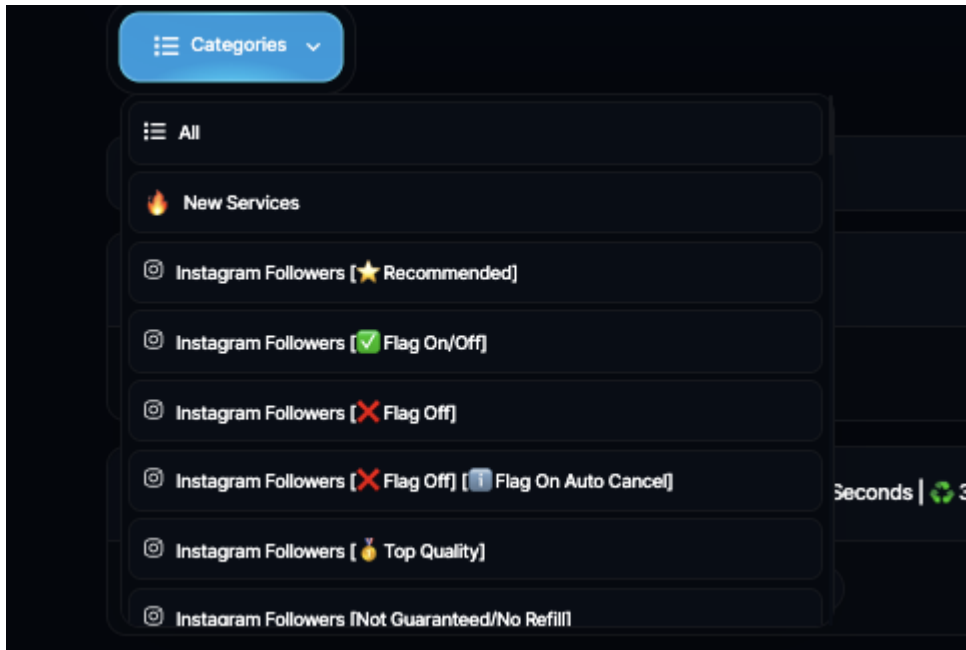 Categories
All
🔥 New Services
Instagram Followers [⭐ Recommended]
Instagram Followers [✅ Flag On/Off]
Instagram Followers [❌ Flag Off]
Instagram Followers [❌ Flag Off] [ℹ️ Flag On Auto Cancel]
Seconds | ♻️ 3
Instagram Followers [🥇 Top Quality]
Instagram Followers [Not Guaranteed/No Refill]